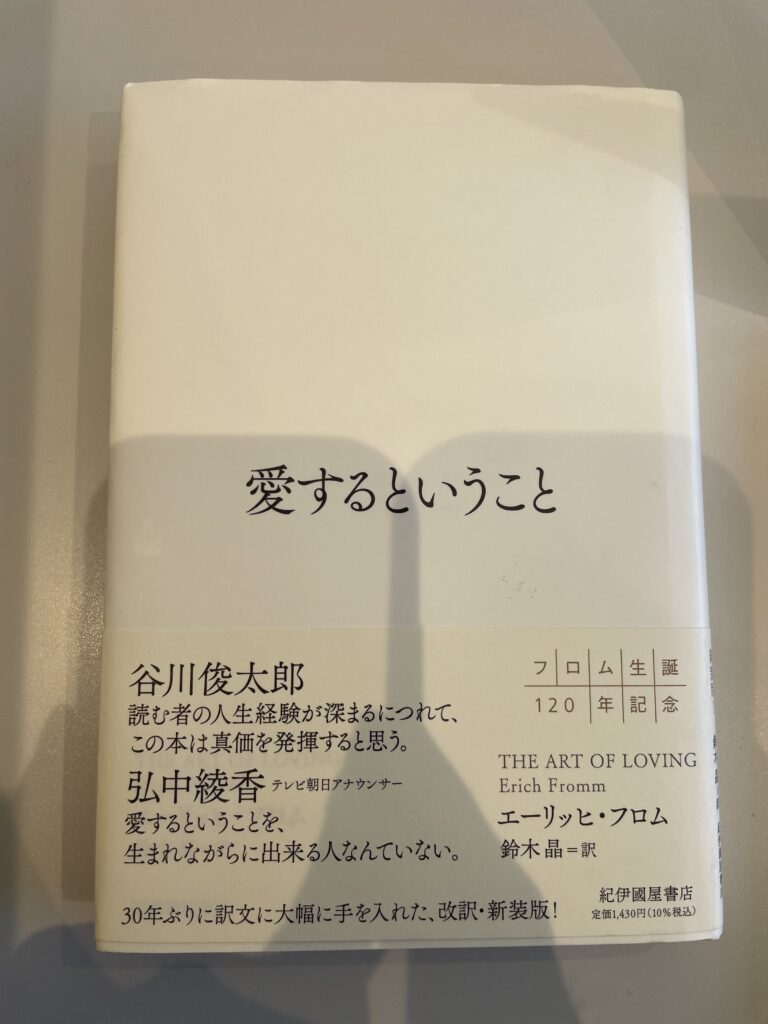 愛するということ
谷川俊太郎
読む者の人生経験が深まるにつれて、
この本は真価を発揮すると思う。
弘中綾香 テレビ朝日アナウンサー
愛するということを、
生まれながらに出来る人なんていない。
30年ぶりに訳文に大幅に手を入れた、改訳・新装版!
フロム生誕
120年記念
THE ART OF LOVING
Erich Fromm
エーリッヒ・フロム
鈴木 晶=訳
紀伊國屋書店
定価1,430円(10%税込)